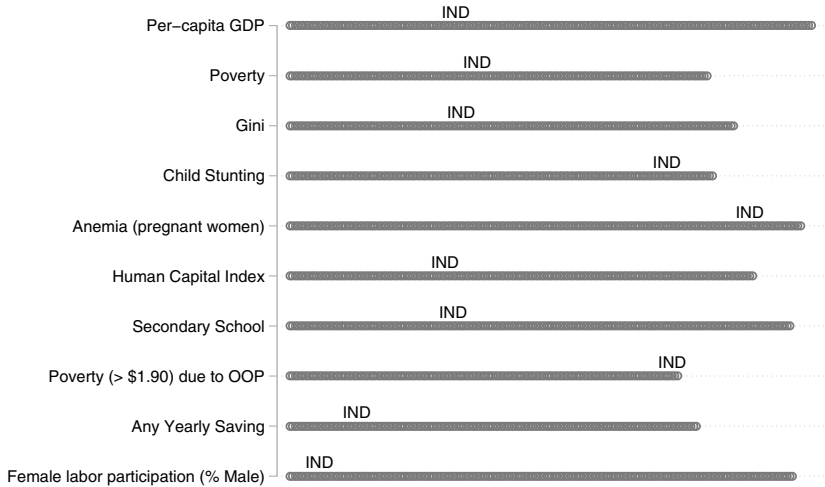 IND
Per-capita GDP
IND
Poverty
IND
Gini
IND
Child Stunting
IND
Anemia (pregnant women)
IND
Human Capital Index
IND
Secondary School
IND
Poverty (> $1.90) due to OOP
IND
Any Yearly Saving
IND
Female labor participation (% Male)